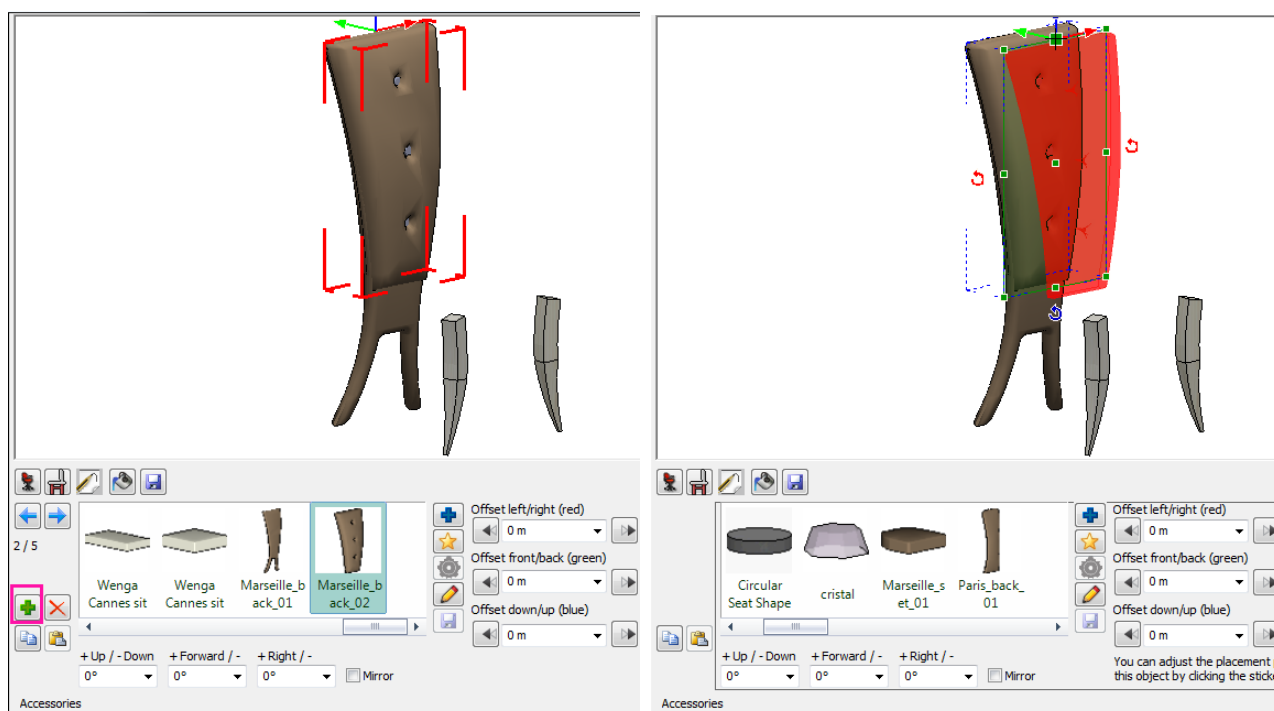 2 / 5
Wenga
Cannes sit
Wenga
Cannes sit
Marseille_b
ack_01
Marseille_b
ack_02
Offset left/right (red)
0 m
Offset front/back (green)
0 m
Offset down/up (blue)
0 m
+ Up / - Down
+ Forward / -
+ Right / -
0°
0°
0°
Mirror
Accessories
Circular
Seat Shape
cristal
Marseille_s
et_01
Paris_back_
01
Offset left/right (red)
0 m
Offset front/back (green)
0 m
Offset down/up (blue)
0 m
You can adjust the placement
this object by clicking the
+ Up / - Down
+ Forward / -
+ Right / -
0°
0°
0°
Mirror
Accessories